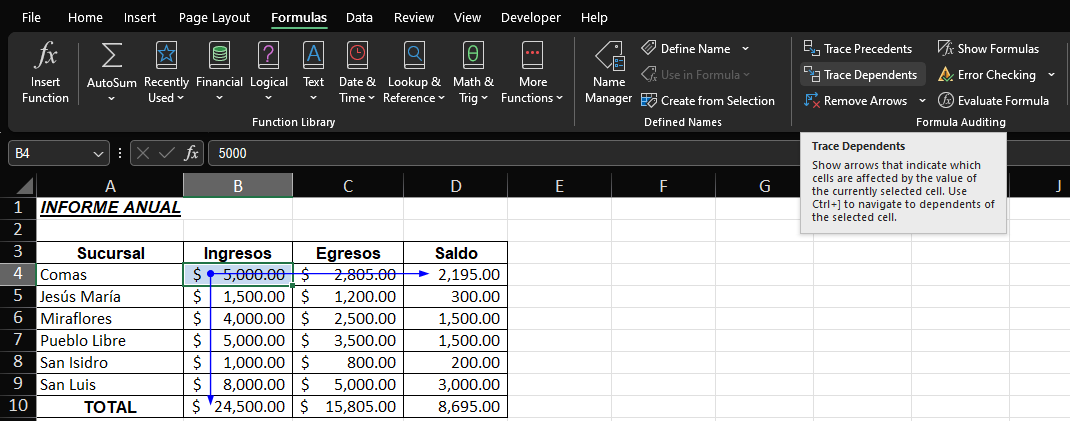 File Home Insert Page Layout Formulas Data Review View Developer Help
fx Σ A θ
Insert Function
AutoSum
Recently Used
Financial
Logical
Text
Date & Time
Lookup & Reference
Math & Trig
More Functions
Function Library
Name Manager
Define Name
Use in Formula
Create from Selection
Defined Names
Trace Precedents
Trace Dependents
Remove Arrows
Show Formulas
Error Checking
Evaluate Formula
Formula Auditing
B4 fx 5000
Trace Dependents
Show arrows that indicate which
cells are affected by the value of
the currently selected cell. Use
Ctrl+] to navigate to dependents of
the selected cell.
A B C D E F G J
1 INFORME ANUAL
2
3 Sucursal Ingresos Egresos Saldo
4 Comas $ 5,000.00 $ 2,805.00 2,195.00
5 Jesús María $ 1,500.00 $ 1,200.00 300.00
6 Miraflores $ 4,000.00 $ 2,500.00 1,500.00
7 Pueblo Libre $ 5,000.00 $ 3,500.00 1,500.00
8 San Isidro $ 1,000.00 $ 800.00 200.00
9 San Luis $ 8,000.00 $ 5,000.00 3,000.00
10 TOTAL $ 24,500.00 $ 15,805.00 8,695.00